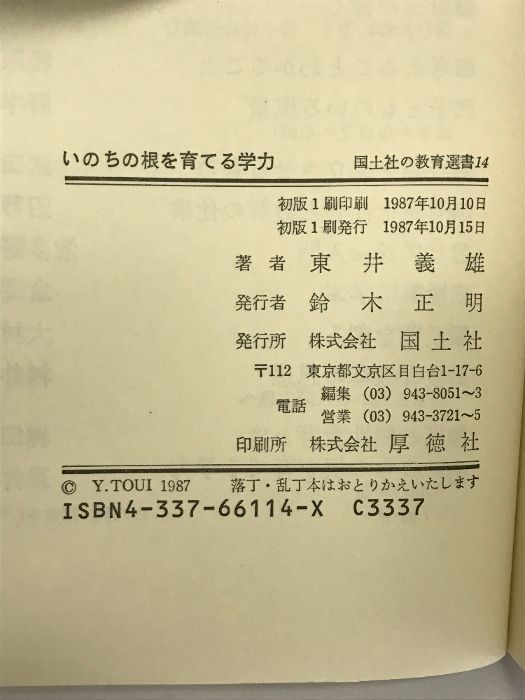 いのちの根を育てる学力 国土社の教育選書14
初版1刷印刷 1987年10月10日
初版1刷発行 1987年10月15日
著者 東井義雄
発行者 鈴木正明
発行所 株式会社 国土社
〒112 東京都文京区目白台1-17-6
電話 編集 (03) 943-8051~3
営業 (03) 943-3721~5
印刷所 株式会社 厚徳社
© Y.TOUI 1987 落丁・乱丁本はおとりかえいたします
ISBN4-337-66114-X C3337